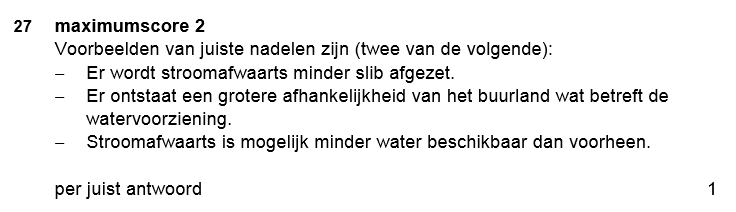 27 maximumscore 2
Voorbeelden van juiste nadelen zijn (twee van de volgende):
− Er wordt stroomafwaarts minder slib afgezet.
− Er ontstaat een grotere afhankelijkheid van het buurland wat betreft de
watervoorziening.
− Stroomafwaarts is mogelijk minder water beschikbaar dan voorheen.
per juist antwoord 1